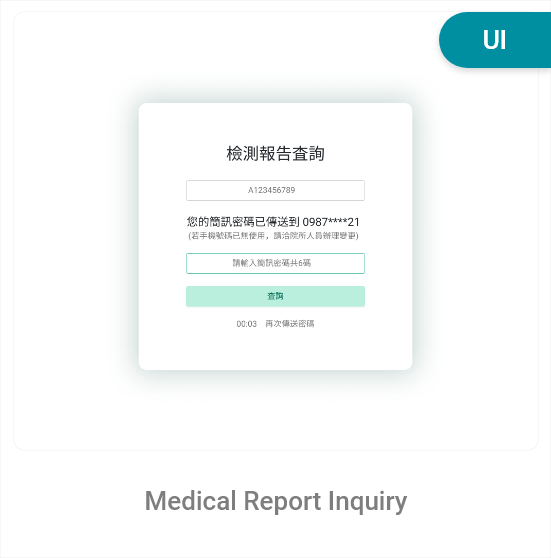 UI
檢測報告查詢
A123456789
您的簡訊密碼已傳送到 0987****21
(若手機號碼已無使用，請洽院所人員辦理變更)
請輸入簡訊密碼共6碼
查詢
00:03 再次傳送密碼
Medical Report Inquiry